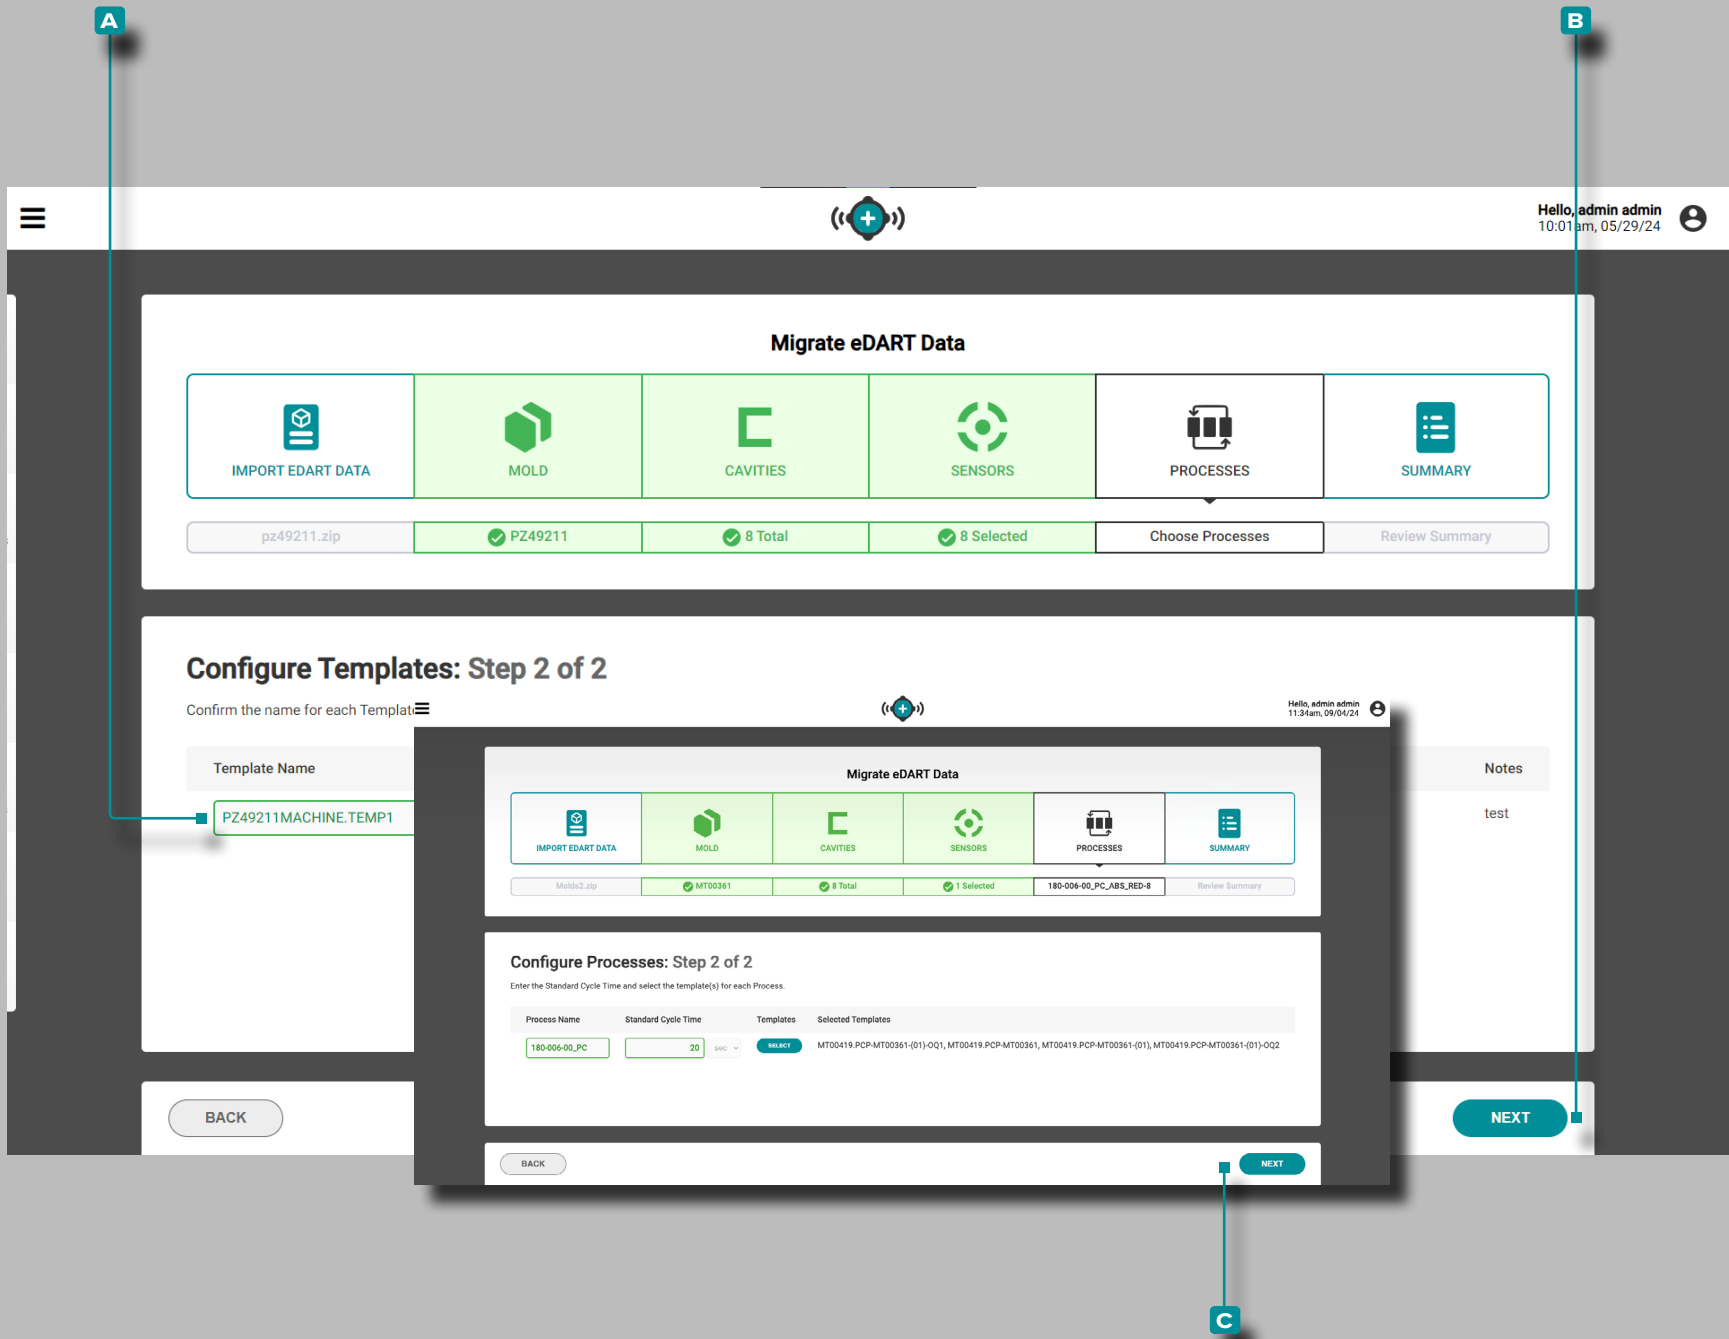 A
B
Hello, admin admin
10:01am, 05/29/24
Migrate eDART Data
IMPORT EDART DATA
MOLD
CAVITIES
SENSORS
PROCESSES
SUMMARY
pz49211.zip
PZ49211
8 Total
8 Selected
Choose Processes
Review Summary
Configure Templates: Step 2 of 2
Confirm the name for each Templat
Template Name
Notes
PZ49211MACHINE.TEMP1
test
BACK
NEXT
Hello, admin admin
11:34am, 09/04/24
Migrate eDART Data
IMPORT EDART DATA
MOLD
CAVITIES
SENSORS
PROCESSES
SUMMARY
Molds2.zip
MT00361
8 Total
1 Selected
180-006-00_PC_ABS_RED-8
Review Summary
Configure Processes: Step 2 of 2
Enter the Standard Cycle Time and select the template(s) for each Process.
Process Name
Standard Cycle Time
Templates
Selected Templates
180-006-00_PC
20
sec
SELECT
MT00419.PCP-MT00361-(01)-OQ1, MT00419.PCP-MT00361, MT00419.PCP-MT00361-(01), MT00419.PCP-MT00361-(01)-OQ2
BACK
NEXT
C